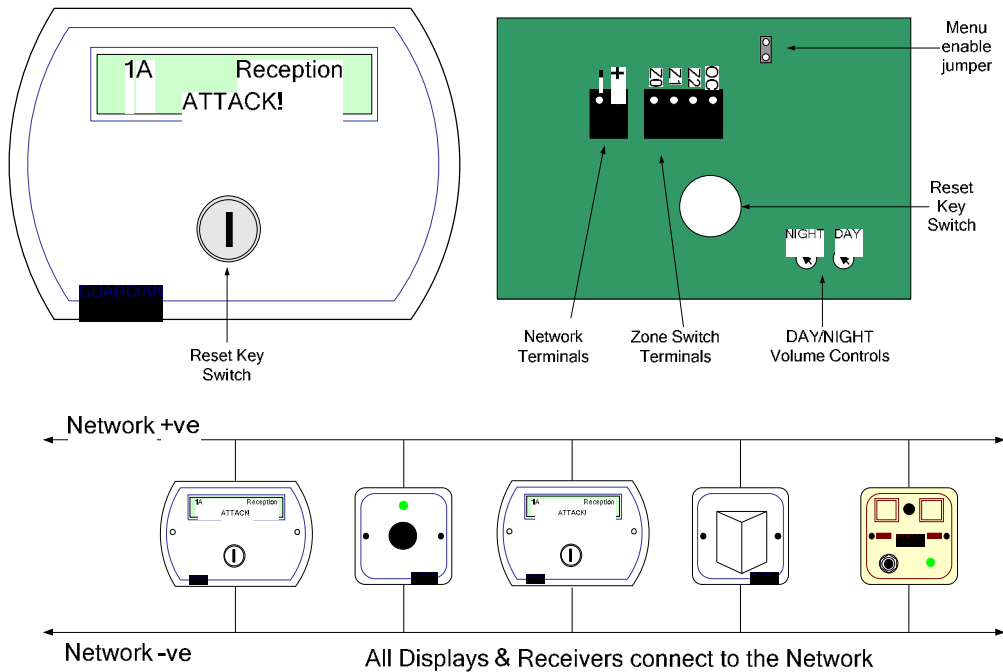 1A Reception
ATTACK!
GUARDIAN
Reset Key
Switch
Menu
enable
jumper
- +
Z0 Z1 Z2 OC
Reset
Key
Switch
NIGHT DAY
Network
Terminals
Zone Switch
Terminals
DAY/NIGHT
Volume Controls
Network +ve
1A Reception
ATTACK!
1A Reception
ATTACK!
Network -ve
All Displays & Receivers connect to the Network